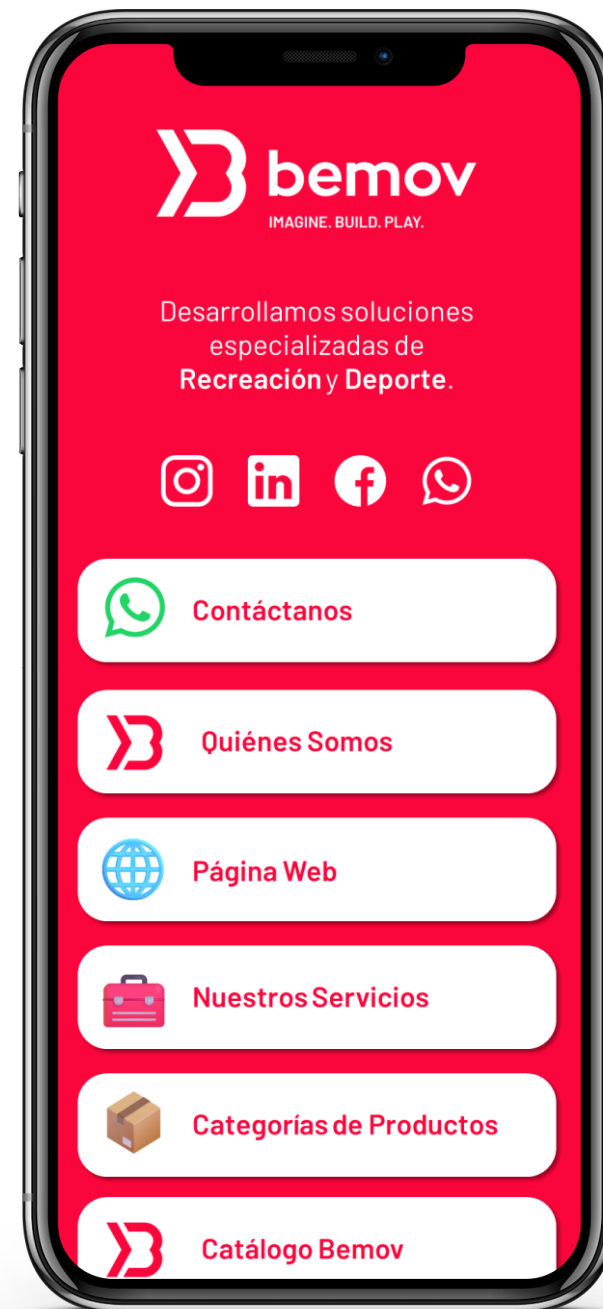 bemov
IMAGINE. BUILD. PLAY.
Desarrollamos soluciones
especializadas de
Recreación y Deporte.
Contáctanos
Quiénes Somos
Página Web
Nuestros Servicios
Categorías de Productos
Catálogo Bemov